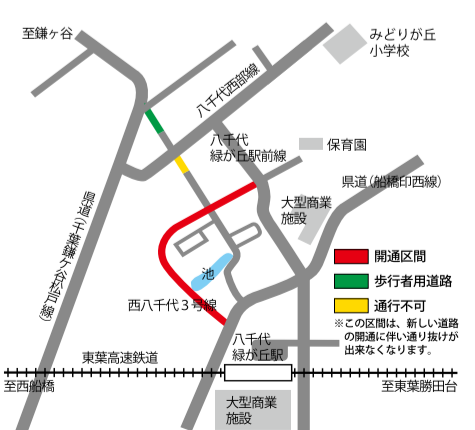 至鎌ヶ谷
みどりが丘
小学校
八千代西部線
八千代
緑が丘駅前線
保育園
県道（船橋印西線）
大型商業
施設
県道（千葉鎌ケ谷松戸線）
池
開通区間
歩行者用道路
通行不可
※この区間は、新しい道路
の開通に伴い通り抜けが
出来なくなります。
西八千代３号線
八千代
緑が丘駅
東葉高速鉄道
至西船橋
至東葉勝田台
大型商業
施設